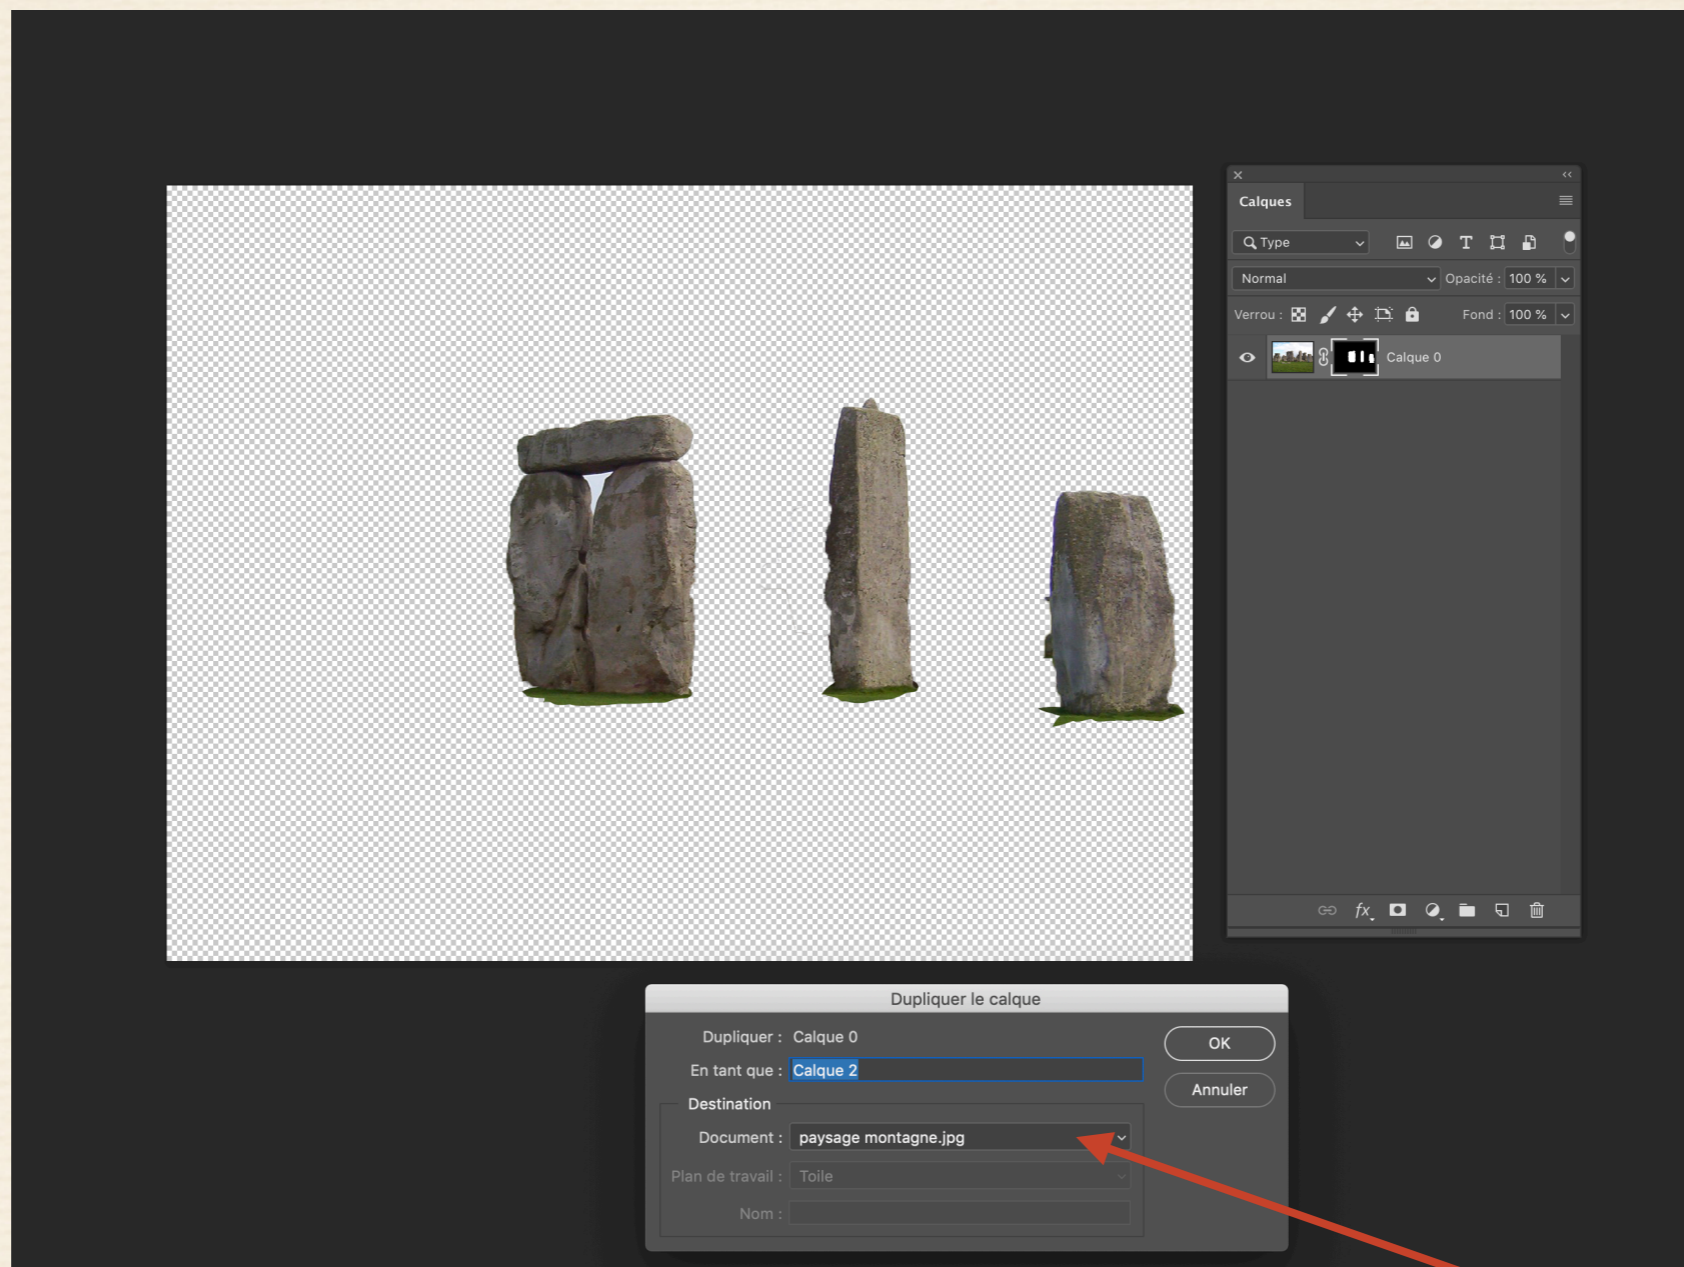 Calques
Type
Normal
Opacité : 100 %
Verrou :
Fond : 100 %
Calque 0
fx
Dupliquer le calque
Dupliquer : Calque 0
OK
En tant que : Calque 2
Annuler
Destination
Document : paysage montagne.jpg
Plan de travail : Toile
Nom :